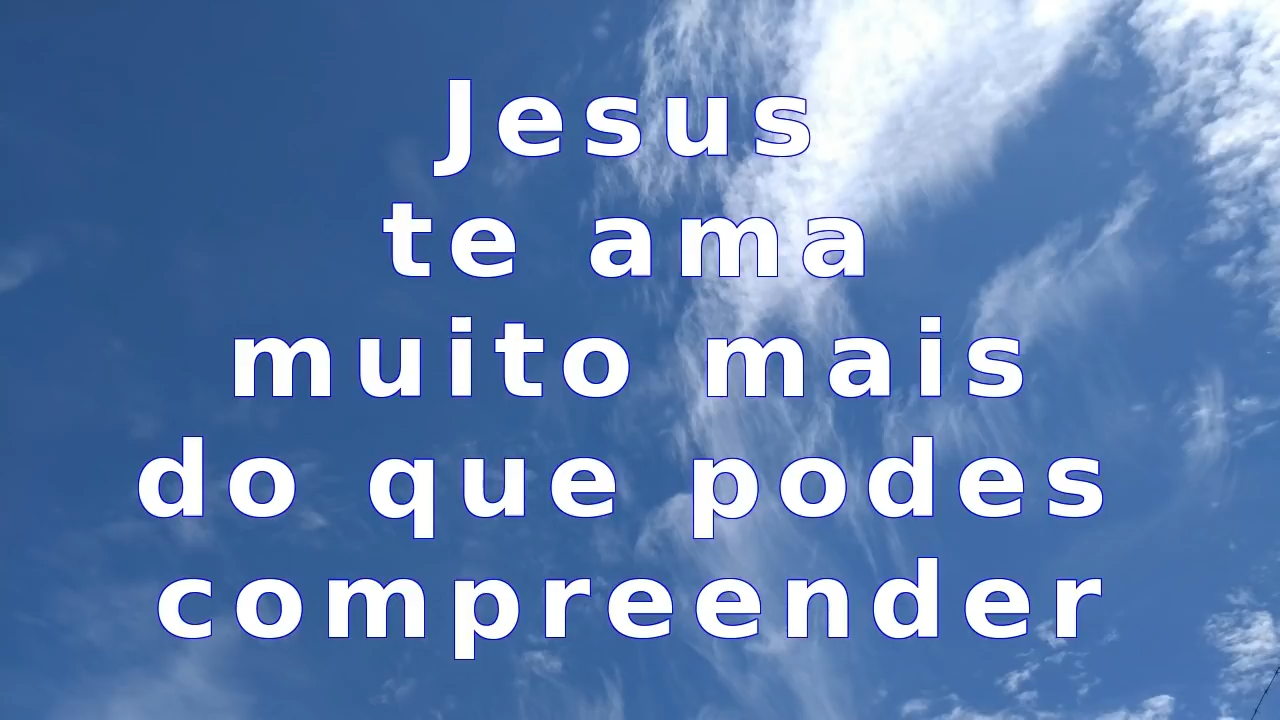 Jesus
te ama
muito mais
do que podes
compreender